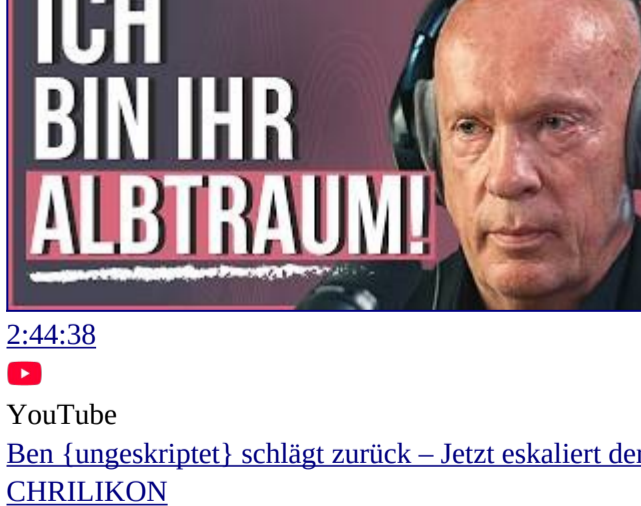 ICH
BIN IHR
ALBTRAUM!
2:44:38
YouTube
Ben {ungeskriptet} schlägt zurück – Jetzt eskaliert der
CHRILIKON